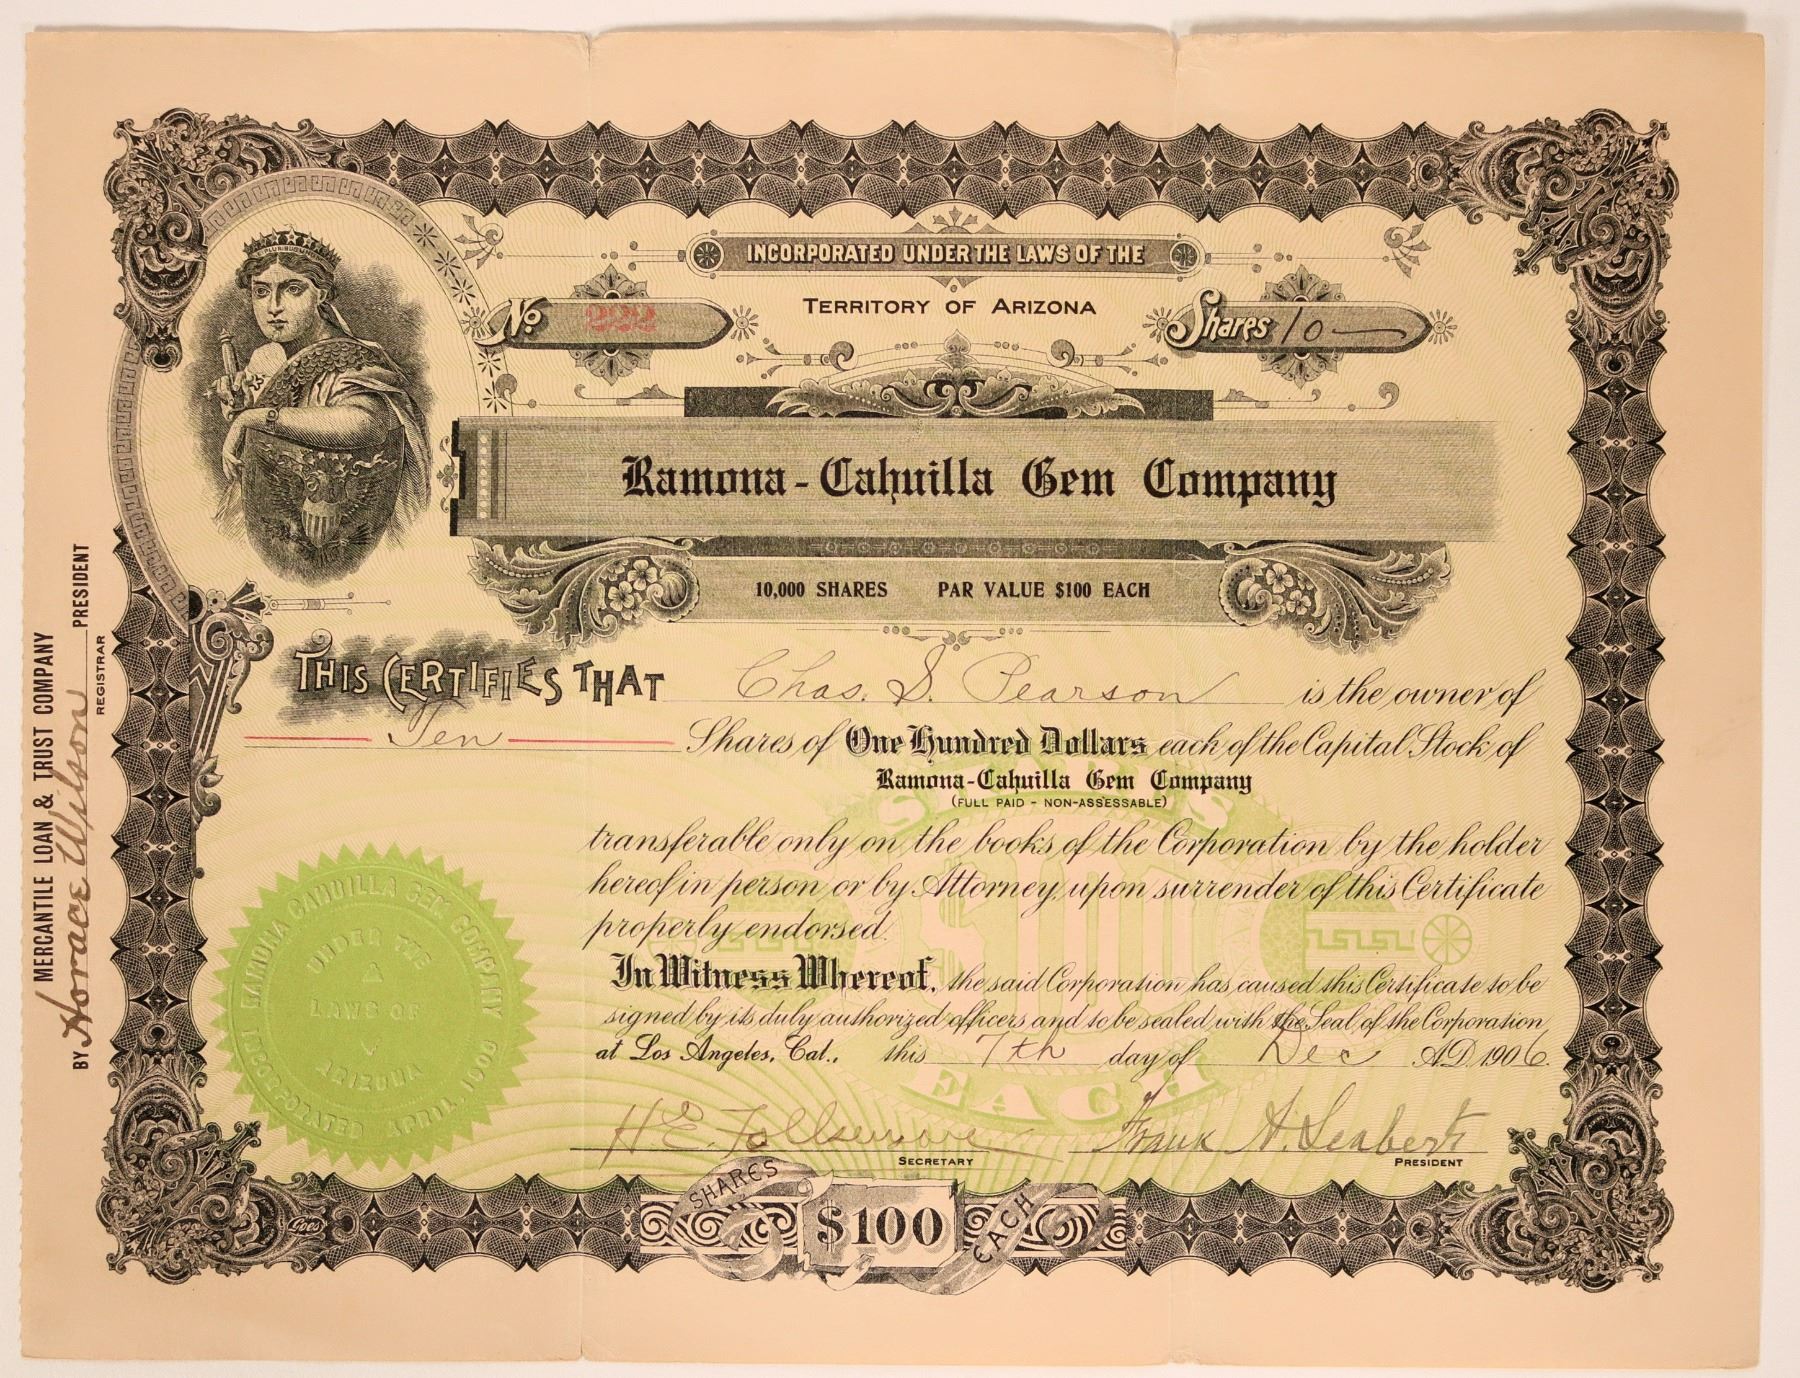 INCORPORATED UNDER THE LAWS OF THE
TERRITORY OF ARIZONA
No 222
Shares 10
Ramona-Cahuilla Gem Company
10,000 SHARES PAR VALUE $100 EACH
THIS CERTIFIES THAT Chas. S. Pearson is the owner of
Ten Shares of One Hundred Dollars each of the Capital Stock of
Ramona-Cahuilla Gem Company
(FULL PAID - NON-ASSESSABLE)
transferable only on the books of the Corporation by the holder
hereof in person or by Attorney, upon surrender of this Certificate
properly endorsed.
In Witness Whereof, the said Corporation has caused this Certificate to be
signed by its duly authorized officers and to be sealed with the Seal of the Corporation
at Los Angeles, Cal., this 7th day of Dec A.D. 1906.
SHARES
$100
EACH
RAMONA CAHUILLA GEM COMPANY
UNDER THE
LAWS OF
ARIZONA
INCORPORATED APRIL, 1906
SECRETARY
Frank A. Seabert
PRESIDENT
SHARES $100 EACH
Goes
MERCANTILE LOAN & TRUST COMPANY
BY Horace Wilson PRESIDENT
REGISTRAR